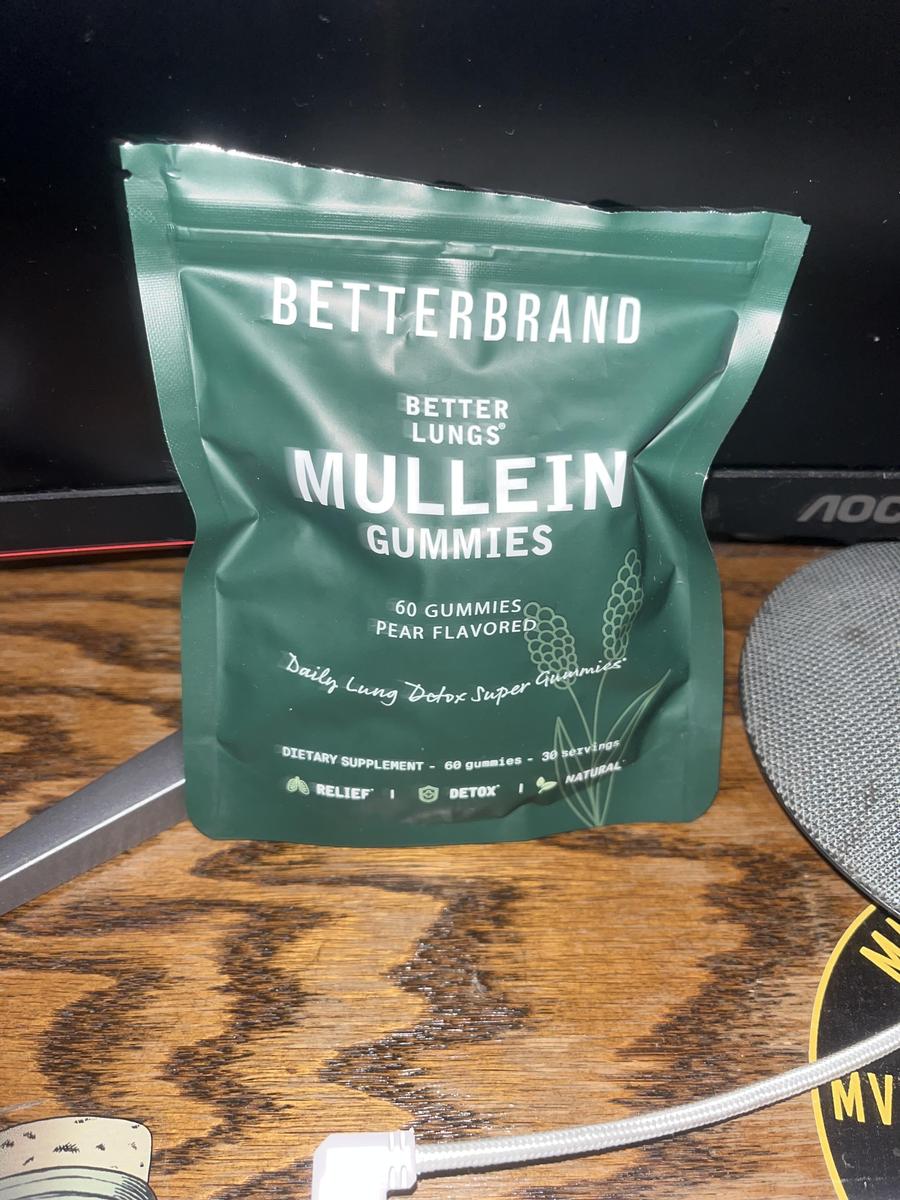 BETTERBRAND
BETTER
LUNGS®
MULLEIN
GUMMIES
60 GUMMIES
PEAR FLAVORED
Daily Lung Detox Super Gummies*
DIETARY SUPPLEMENT - 60 gummies - 30 servings
RELIEF* | DETOX* | NATURAL*
AOC
MV